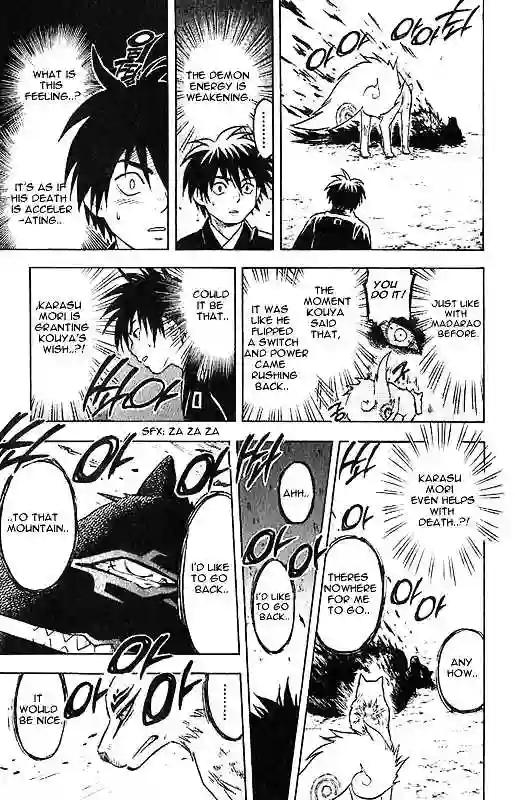 THE DEMON
ENERGY IS
WEAKENING..
..........
WHAT IS
THIS
FEELING..?
IT'S AS IF
HIS DEATH
IS ACCELER
-ATING..
JUST LIKE
WITH
MADARAO
BEFORE.
YOU
DO IT!
THE
MOMENT
KOUYA
SAID
THAT,
IT WAS
LIKE HE
FLIPPED
A SWITCH
AND POWER
CAME
RUSHING
BACK..
COULD
IT BE
THAT..
,KARASU
MORI IS
GRANTING
KOUYA'S
WISH..?!
SFX: ZA ZA ZA
KARASU
MORI
EVEN HELPS
WITH
DEATH..?!
ANY
HOW..
THERES
NOWHERE
FOR ME
TO GO..
AHH..
I'D LIKE
TO GO
BACK..
I'D LIKE
TO GO
BACK..
..TO THAT
MOUNTAIN..
........
IT
WOULD
BE NICE.